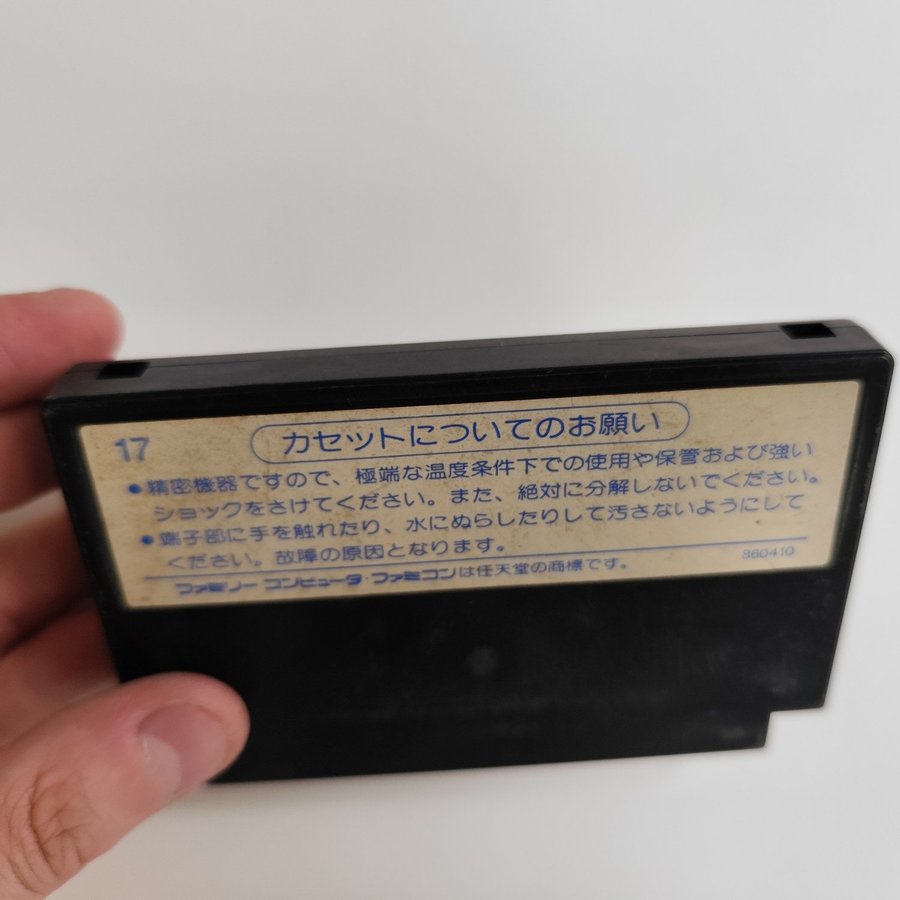 17
カセットについてのお願い
●精密機器ですので、極端な温度条件下での使用や保管および強い
ショックをさけてください。また、絶対に分解しないでください。
●端子部に手を触れたり、水にぬらしたりして汚さないようにして
ください。故障の原因となります。
860410
ファミリー コンピュータ・ファミコンは任天堂の商標です。